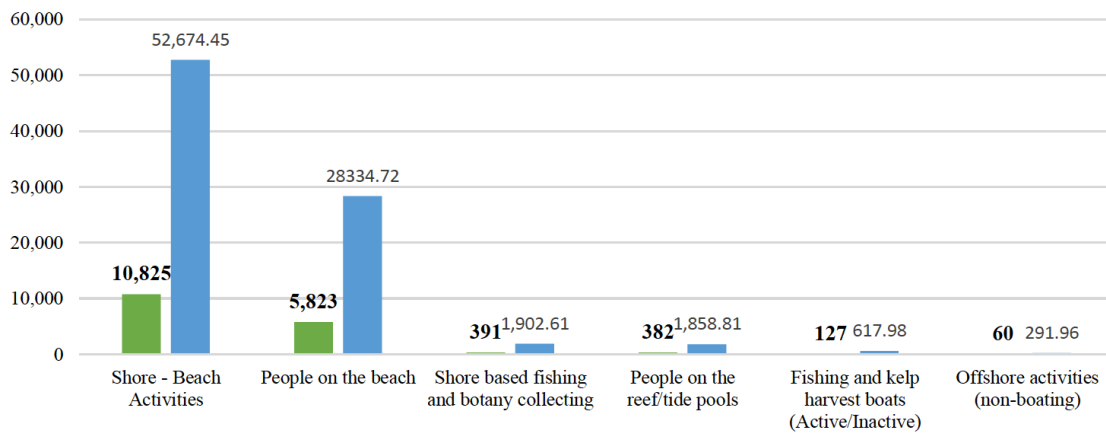 60,000
52,674.45
50,000
40,000
28334.72
30,000
20,000
10,825
5,823
10,000
391 1,902.61
382 1,858.81
127 617.98
60 291.96
0
Shore - Beach
Activities
People on the beach
Shore based fishing
and botany collecting
People on the
reef/tide pools
Fishing and kelp
harvest boats
(Active/Inactive)
Offshore activities
(non-boating)